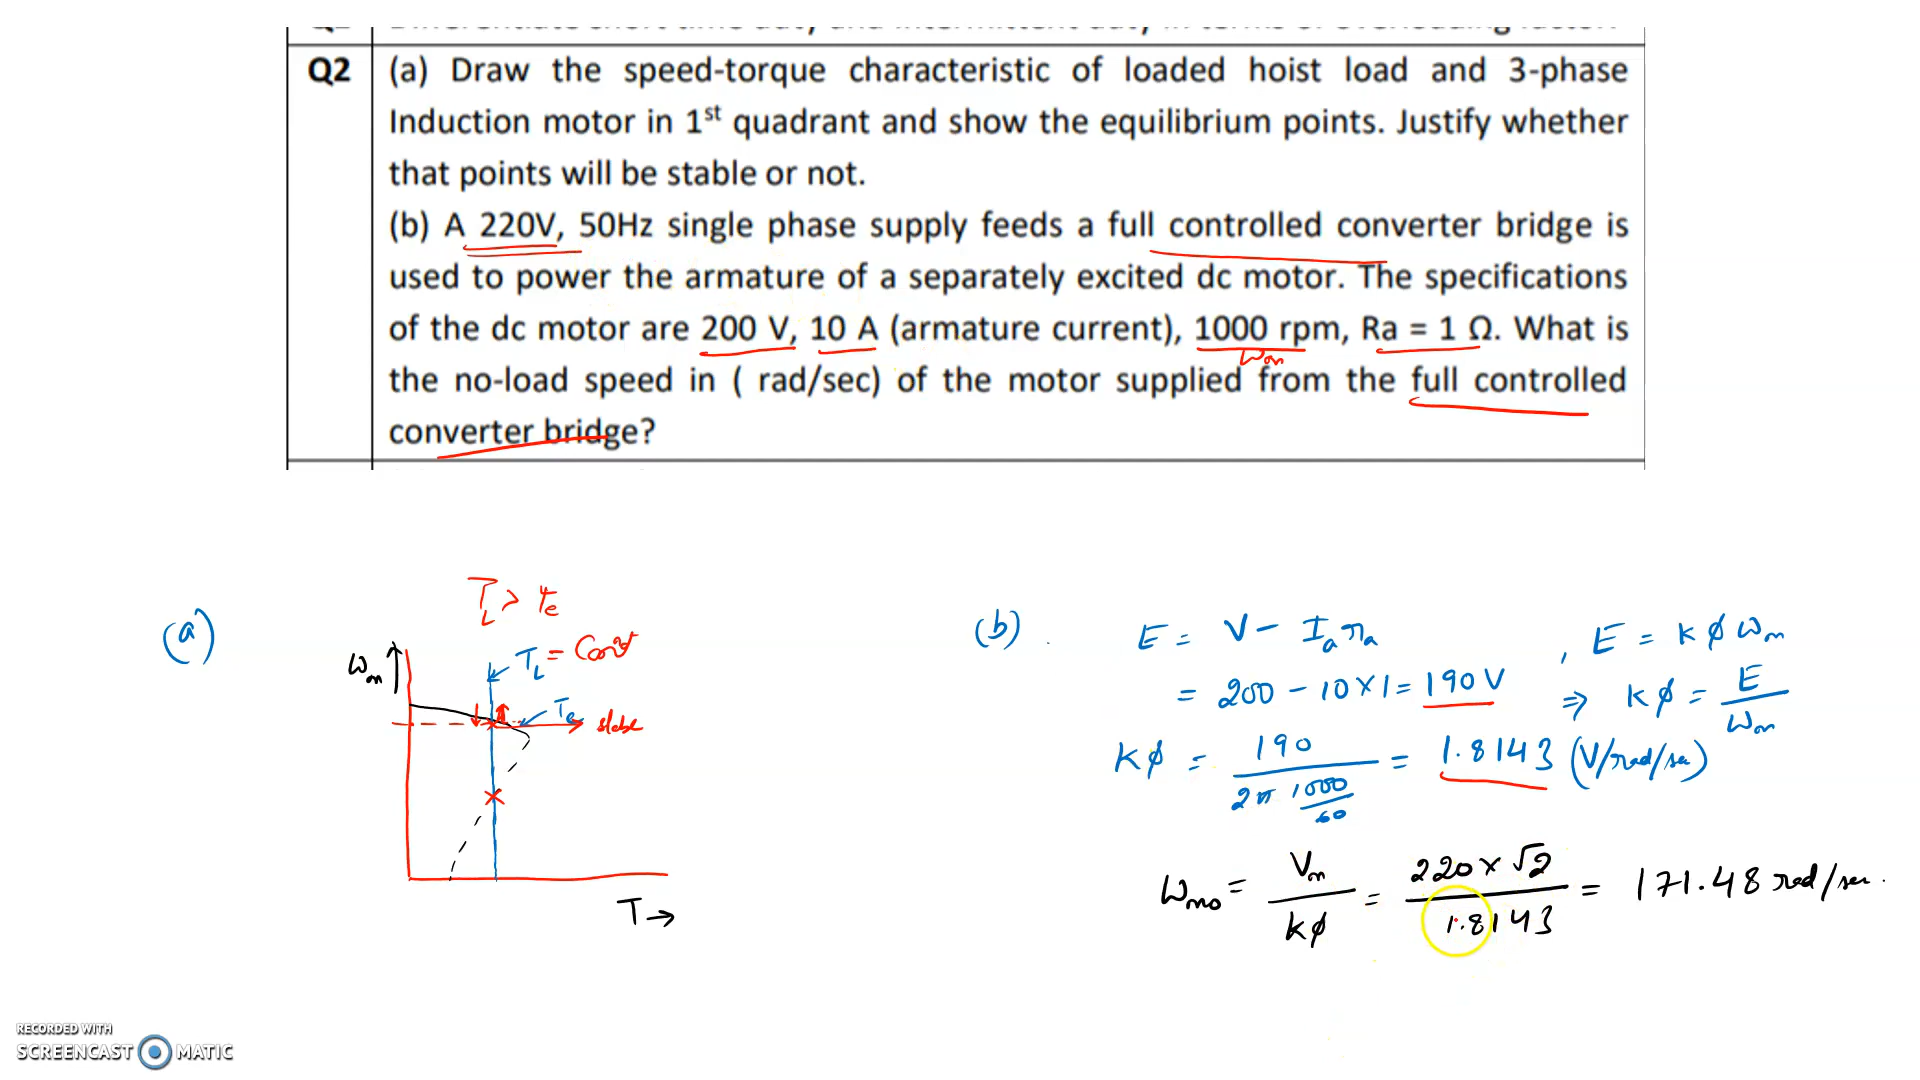 Q2 (a) Draw the speed-torque characteristic of loaded hoist load and 3-phase
Induction motor in 1st quadrant and show the equilibrium points. Justify whether
that points will be stable or not.
(b) A 220V, 50Hz single phase supply feeds a full controlled converter bridge is
used to power the armature of a separately excited dc motor. The specifications
of the dc motor are 200 V, 10 A (armature current), 1000 rpm, Ra = 1 Ω. What is
ωm
the no-load speed in ( rad/sec) of the motor supplied from the full controlled
converter bridge?
(a)
TL > Te
TL = Const
ωm
Te
T →
(b)
E = V - Ia ra , E = kϕ ωm
= 200 - 10 × 1 = 190 V ⇒ kϕ = E/ωm
kϕ = 190 / 2π 1000/60 = 1.8143 (V/rad/sec)
ωmo = Vm/kϕ = 220 × √2 / 1.8143 = 171.48 rad/sec.
RECORDED WITH
SCREENCAST MATIC